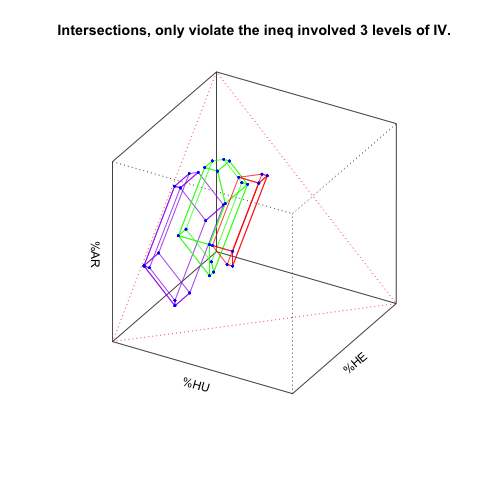 Intersections, only violate the ineq involved 3 levels of IV.
%AR
%HU
%HE